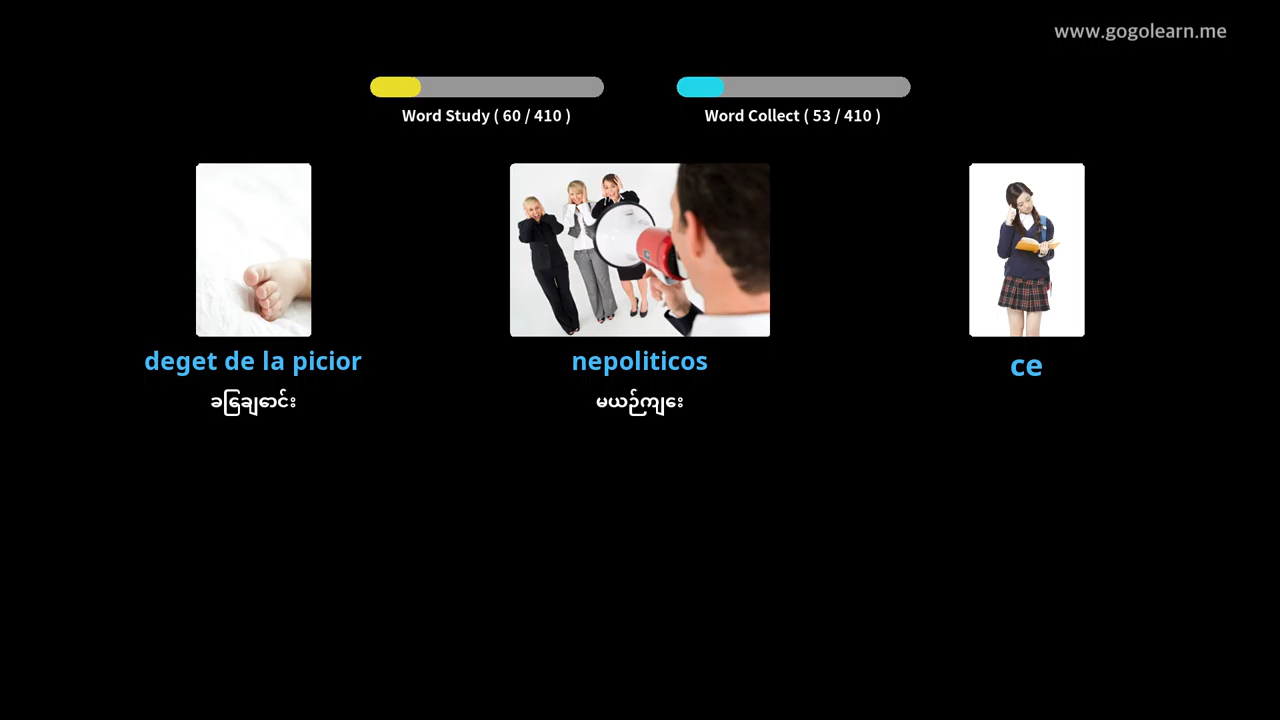 www.gogolearn.me
Word Study ( 60 / 410 )
Word Collect ( 53 / 410 )
deget de la picior
nepoliticos
ce
ခြေချောင်း
မယဉ်ကျေး